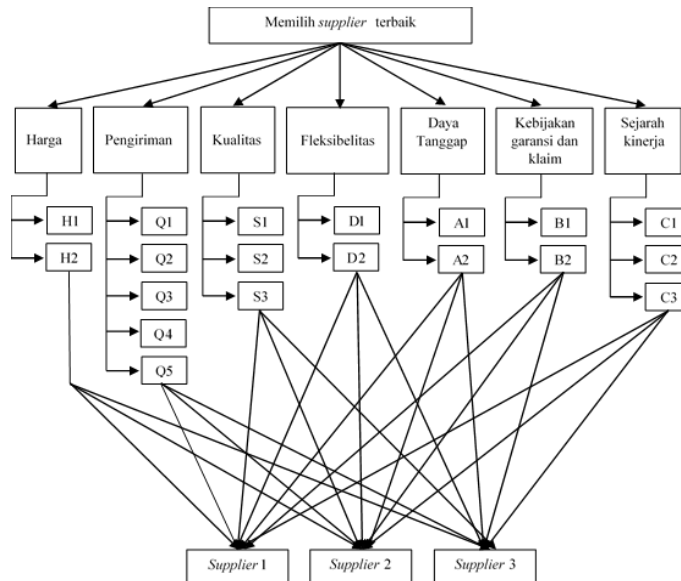 Memilih supplier terbaik
Harga
Pengiriman
Kualitas
Fleksibelitas
Daya
Tanggap
Kebijakan
garansi dan
klaim
Sejarah
kinerja
H1
H2
Q1
Q2
Q3
Q4
Q5
S1
S2
S3
D1
D2
A1
A2
B1
B2
C1
C2
C3
Supplier 1
Supplier 2
Supplier 3